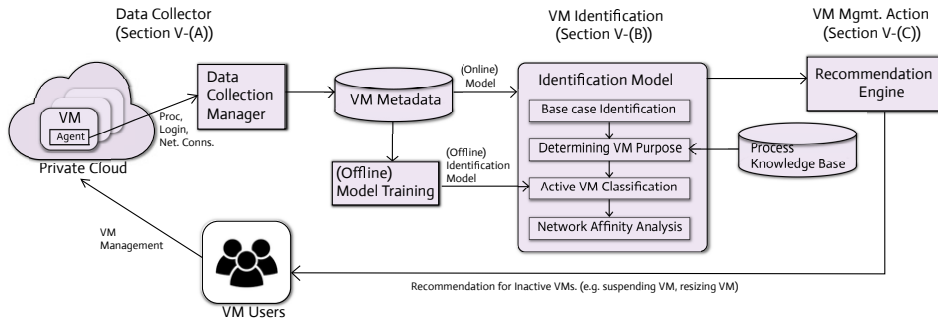 Data Collector
(Section V-(A))
VM Identification
(Section V-(B))
VM Mgmt. Action
(Section V-(C))
VM
Agent
Private Cloud
Proc,
Login,
Net. Conns.
Data
Collection
Manager
VM Metadata
(Online)
Model
(Offline)
Model Training
(Offline)
Identification
Model
Identification Model
Base case Identification
Determining VM Purpose
Active VM Classification
Network Affinity Analysis
Recommendation
Engine
Process
Knowledge Base
VM
Management
VM Users
Recommendation for Inactive VMs. (e.g. suspending VM, resizing VM)